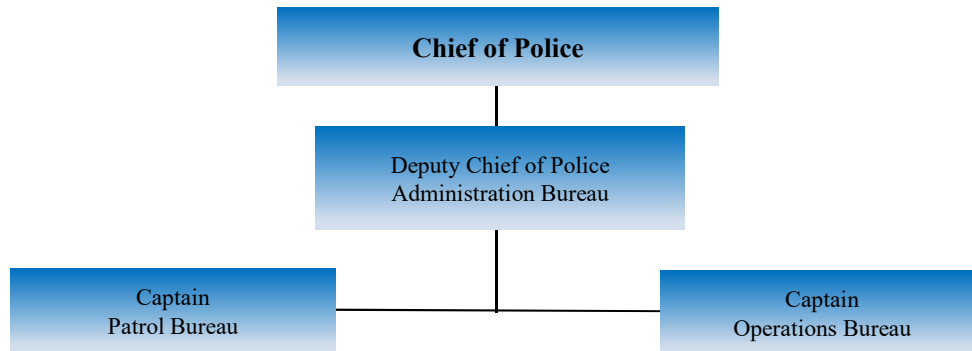 Chief of Police
Deputy Chief of Police
Administration Bureau
Captain
Patrol Bureau
Captain
Operations Bureau